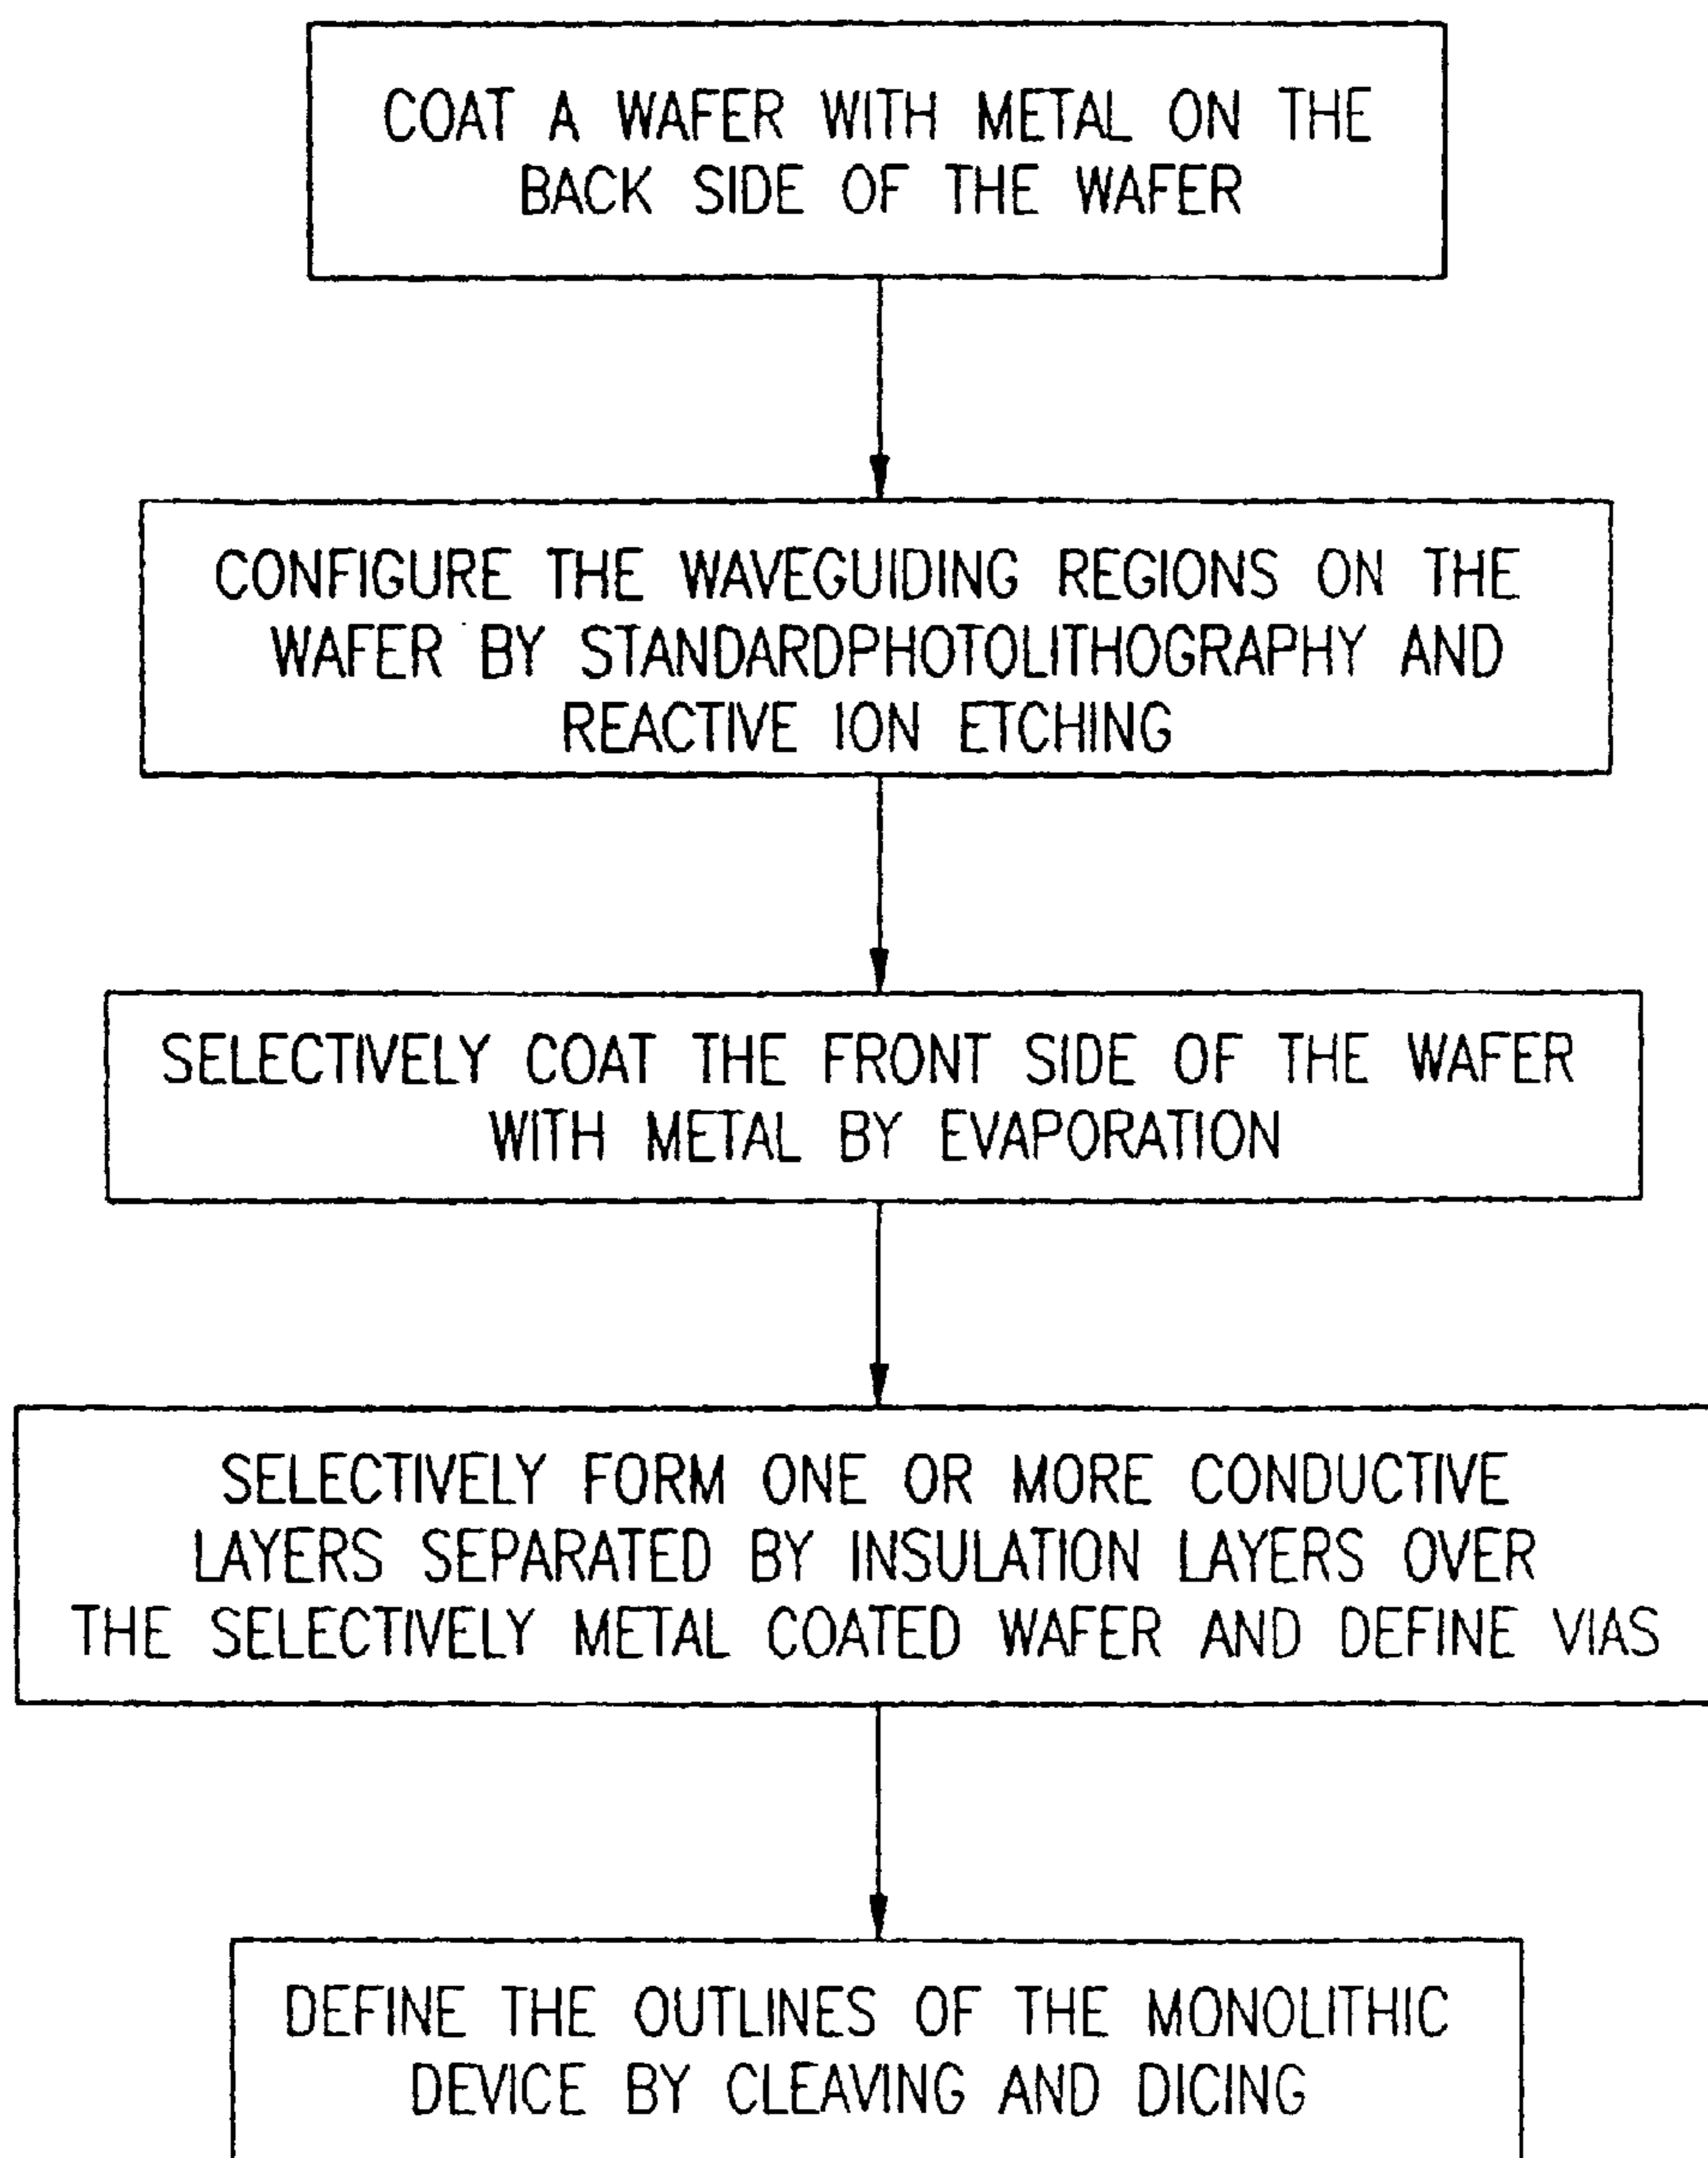 COAT A WAFER WITH METAL ON THE
BACK SIDE OF THE WAFER
CONFIGURE THE WAVEGUIDING REGIONS ON THE
WAFER BY STANDARDPHOTOLITHOGRAPHY AND
REACTIVE ION ETCHING
SELECTIVELY COAT THE FRONT SIDE OF THE WAFER
WITH METAL BY EVAPORATION
SELECTIVELY FORM ONE OR MORE CONDUCTIVE
LAYERS SEPARATED BY INSULATION LAYERS OVER
THE SELECTIVELY METAL COATED WAFER AND DEFINE VIAS
DEFINE THE OUTLINES OF THE MONOLITHIC
DEVICE BY CLEAVING AND DICING